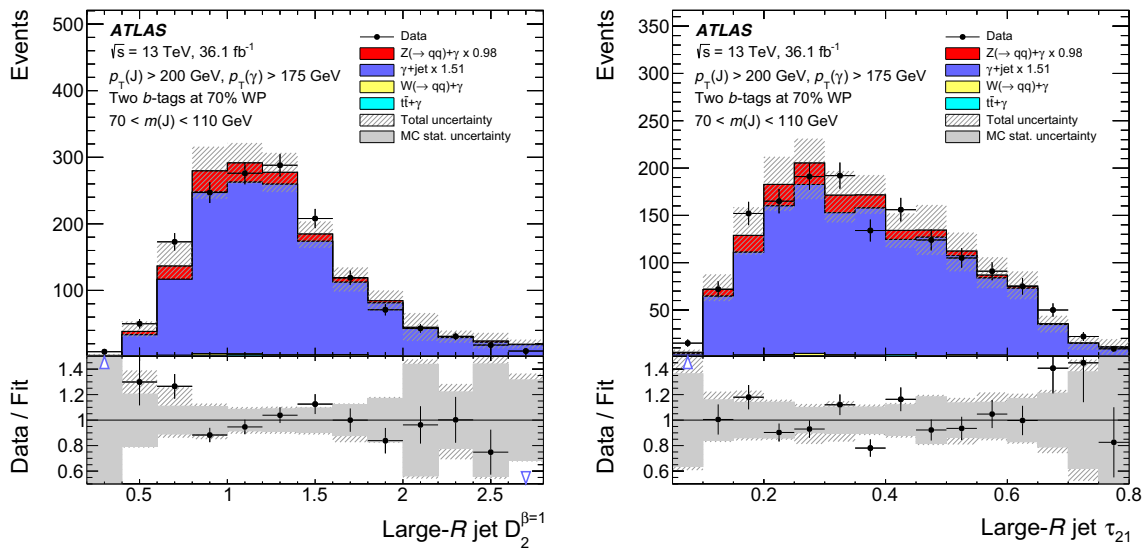 Events
500
400
300
200
100
ATLAS
√s = 13 TeV, 36.1 fb⁻¹
p_T(J) > 200 GeV, p_T(γ) > 175 GeV
Two b-tags at 70% WP
70 < m(J) < 110 GeV
Data
Z(→ qq)+γ x 0.98
γ+jet x 1.51
W(→ qq)+γ
tt̄+γ
Total uncertainty
MC stat. uncertainty
Data / Fit
1.4
1.2
1
0.8
0.6
0.5 1 1.5 2 2.5
Large-R jet D₂^β=1
Events
350
300
250
200
150
100
50
ATLAS
√s = 13 TeV, 36.1 fb⁻¹
p_T(J) > 200 GeV, p_T(γ) > 175 GeV
Two b-tags at 70% WP
70 < m(J) < 110 GeV
Data
Z(→ qq)+γ x 0.98
γ+jet x 1.51
W(→ qq)+γ
tt̄+γ
Total uncertainty
MC stat. uncertainty
Data / Fit
1.4
1.2
1
0.8
0.6
0.2 0.4 0.6 0.8
Large-R jet τ₂₁